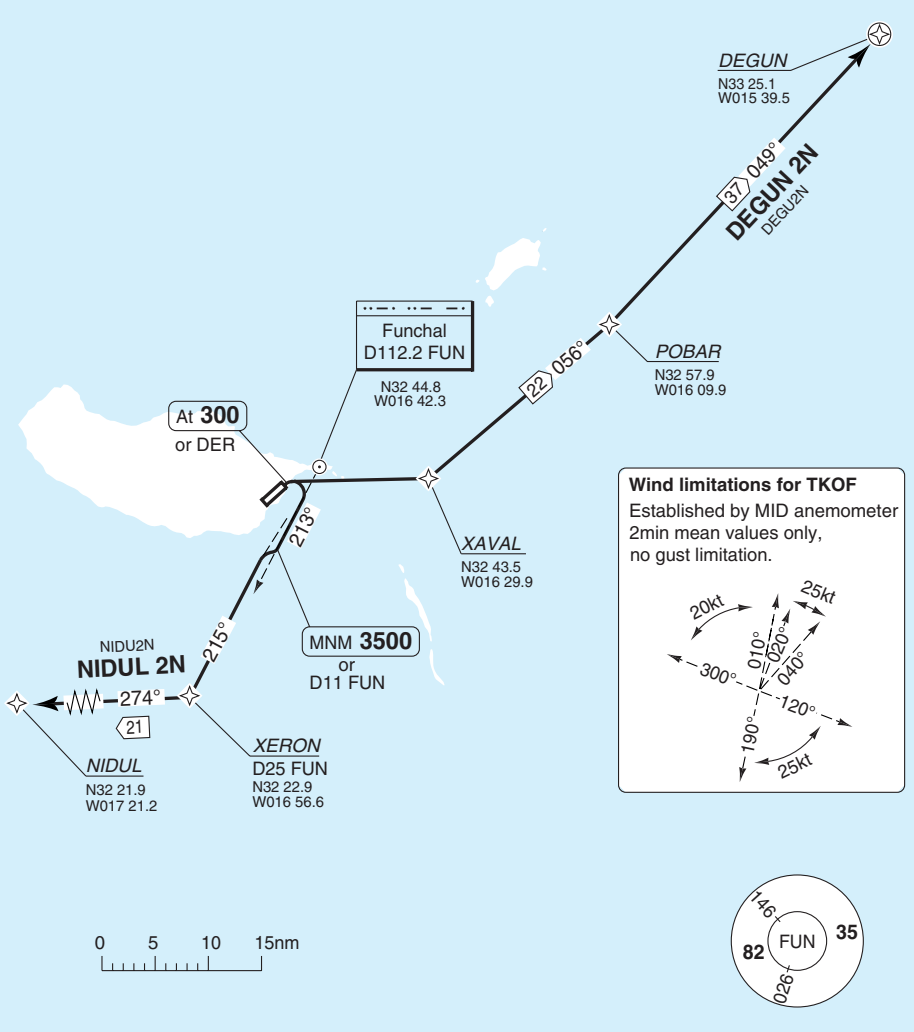 DEGUN
N33 25.1
W015 39.5
37 049°
DEGUN 2N
DEGU2N
Funchal
D112.2 FUN
N32 44.8
W016 42.3
22 056°
POBAR
N32 57.9
W016 09.9
At 300
or DER
213°
XAVAL
N32 43.5
W016 29.9
Wind limitations for TKOF
Established by MID anemometer
2min mean values only,
no gust limitation.
20kt
25kt
010°
020°
040°
300°
120°
190°
25kt
MNM 3500
or
D11 FUN
215°
NIDU2N
NIDUL 2N
274°
21
NIDUL
N32 21.9
W017 21.2
XERON
D25 FUN
N32 22.9
W016 56.6
0 5 10 15nm
146
82 FUN 35
026